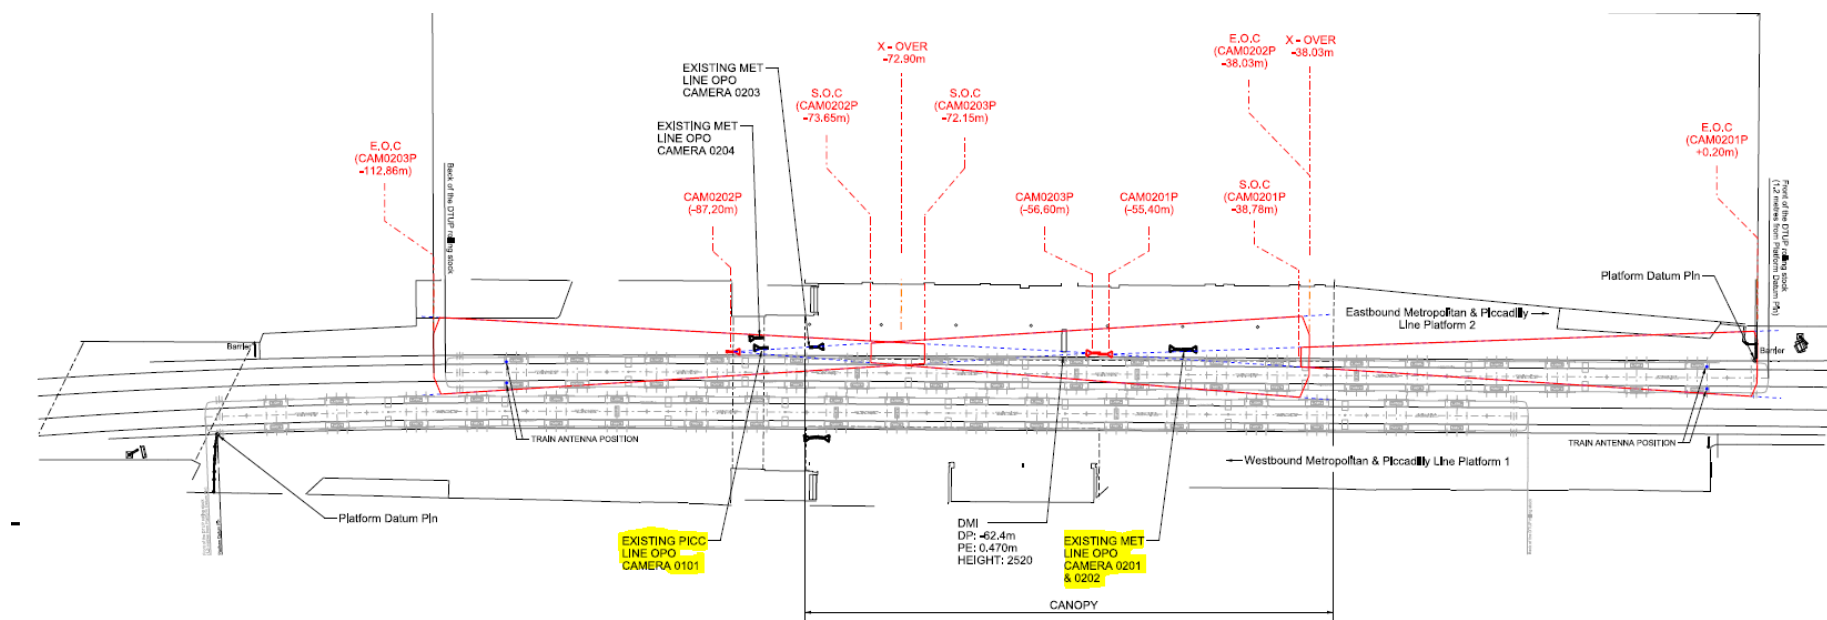 X - OVER
-72.90m
E.O.C
(CAM0202P
-38.03m)
X - OVER
-38.03m
EXISTING MET
LINE OPO
CAMERA 0203
S.O.C
(CAM0202P
-73.65m)
S.O.C
(CAM0203P
-72.15m)
EXISTING MET
LINE OPO
CAMERA 0204
E.O.C
(CAM0203P
-112.86m)
E.O.C
(CAM0201P
+0.20m)
Back of the DTUP rolling stock
CAM0202P
(-87.20m)
CAM0203P
(-56.60m)
CAM0201P
(-55.40m)
S.O.C
(CAM0201P
-38.78m)
Front of the DTUP rolling stock
(1.2 metres from Platform Datum Pin)
Platform Datum Pin
Eastbound Metropolitan & Piccadilly
Line Platform 2
Barrier
Barrier
TRAIN ANTENNA POSITION
TRAIN ANTENNA POSITION
Westbound Metropolitan & Piccadilly Line Platform 1
Platform Datum Pin
EXISTING PICC
LINE OPO
CAMERA 0101
DMI
DP: -62.4m
PE: 0.470m
HEIGHT: 2520
EXISTING MET
LINE OPO
CAMERA 0201
& 0202
CANOPY